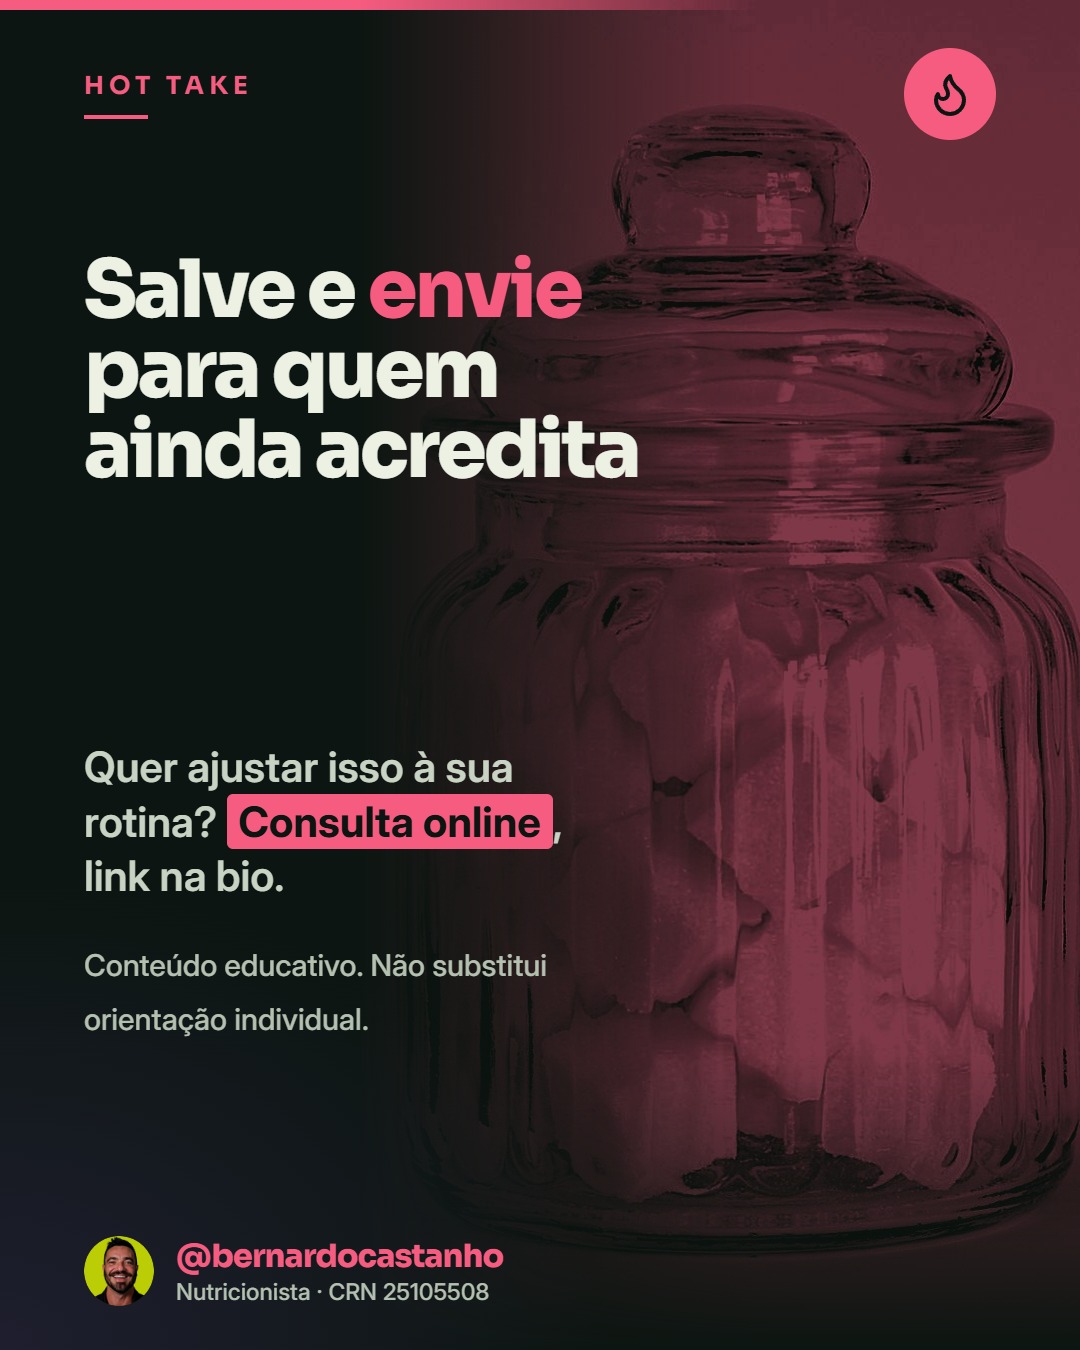 HOT TAKE
Salve e envie
para quem
ainda acredita
Quer ajustar isso à sua
rotina? Consulta online,
link na bio.
Conteúdo educativo. Não substitui
orientação individual.
@bernardocastanho
Nutricionista · CRN 25105508